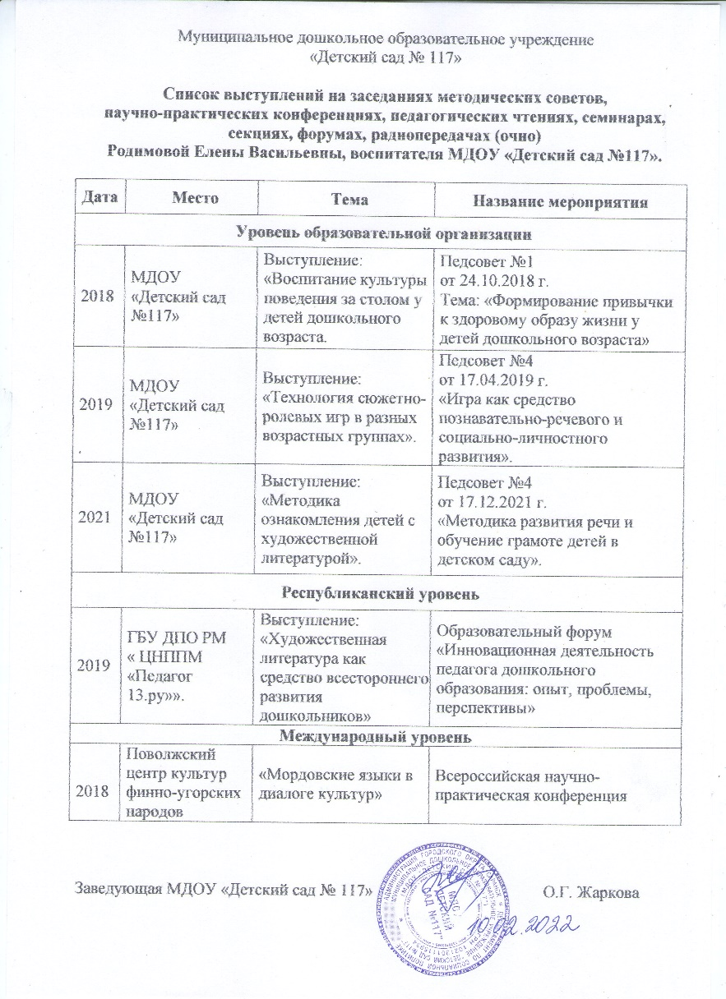 Муниципальное дошкольное образовательное учреждение
«Детский сад № 117»
Список выступлений на заседаниях методических советов,
научно-практических конференциях, педагогических чтениях, семинарах,
секциях, форумах, радиопередачах (очно)
Родимовой Елены Васильевны, воспитателя МДОУ «Детский сад №117».
Дата Место Тема Название мероприятия
Уровень образовательной организации
2018
МДОУ
«Детский сад
№117»
Выступление:
«Воспитание культуры
поведения за столом у
детей дошкольного
возраста.
Педсовет №1
от 24.10.2018 г.
Тема: «Формирование привычки
к здоровому образу жизни у
детей дошкольного возраста»
2019
МДОУ
«Детский сад
№117»
Выступление:
«Технология сюжетно-
ролевых игр в разных
возрастных группах».
Педсовет №4
от 17.04.2019 г.
«Игра как средство
познавательно-речевого и
социально-личностного
развития».
2021
МДОУ
«Детский сад
№117»
Выступление:
«Методика
ознакомления детей с
художественной
литературой».
Педсовет №4
от 17.12.2021 г.
«Методика развития речи и
обучение грамоте детей в
детском саду».
Республиканский уровень
2019
ГБУ ДПО РМ
« ЦНППМ
«Педагог
13.ру»».
Выступление:
«Художественная
литература как
средство всестороннего
развития
дошкольников»
Образовательный форум
«Инновационная деятельность
педагога дошкольного
образования: опыт, проблемы,
перспективы»
Международный уровень
2018
Поволжский
центр культур
финно-угорских
народов
«Мордовские языки в
диалоге культур»
Всероссийская научно-
практическая конференция
Заведующая МДОУ «Детский сад № 117»
О.Г. Жаркова
ДЕТСКИЙ
САД №117"
10.02.2022